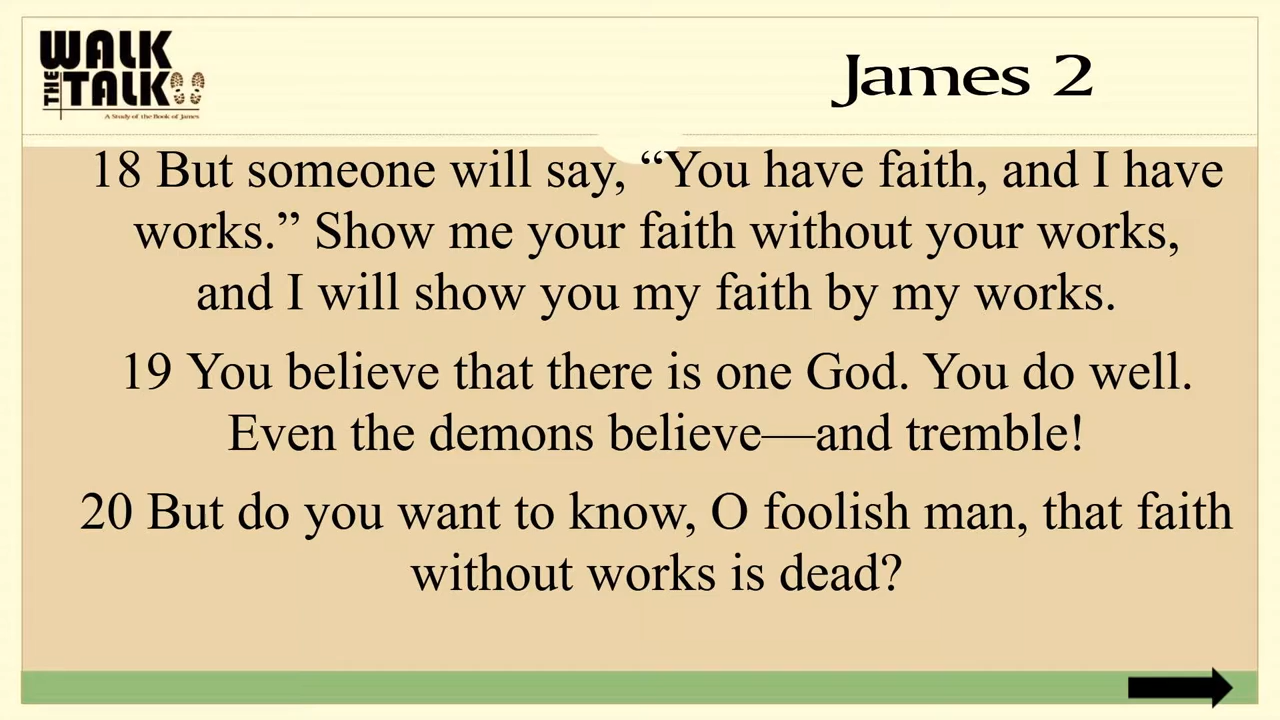 WALK
THE TALK
A Study of the Book of James
James 2
18 But someone will say, “You have faith, and I have
works.” Show me your faith without your works,
and I will show you my faith by my works.
19 You believe that there is one God. You do well.
Even the demons believe—and tremble!
20 But do you want to know, O foolish man, that faith
without works is dead?